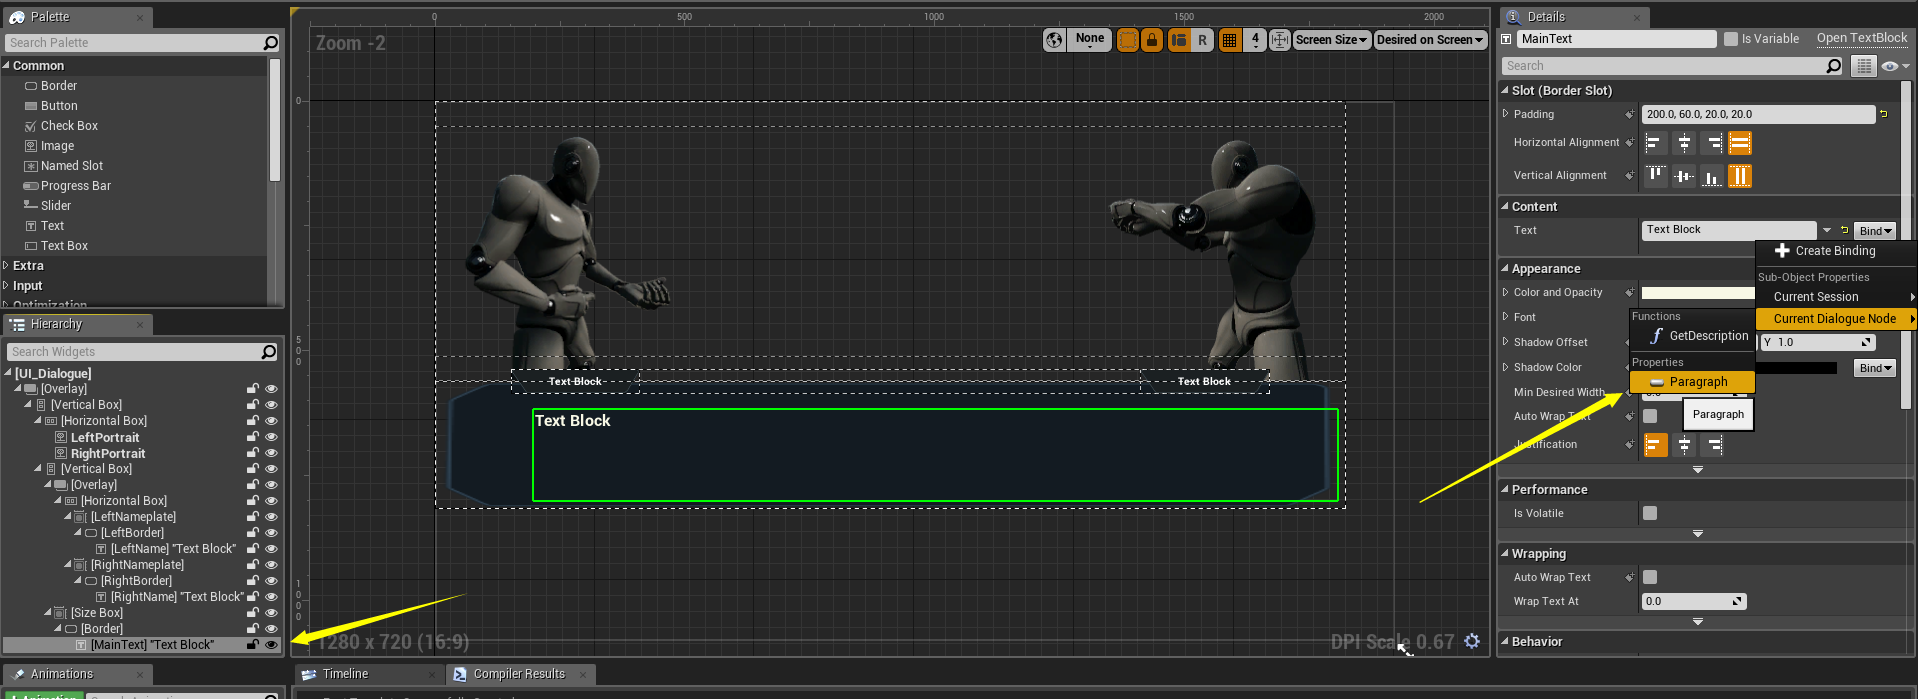 Palette
Search Palette
Common
Border
Button
Check Box
Image
Named Slot
Progress Bar
Slider
Text
Text Box
Extra
Input
Optimization
Hierarchy
Search Widgets
[UI_Dialogue]
[Overlay]
[Vertical Box]
[Horizontal Box]
LeftPortrait
RightPortrait
[Vertical Box]
[Overlay]
[Horizontal Box]
[LeftNameplate]
[LeftBorder]
[LeftName] "Text Block"
[RightNameplate]
[RightBorder]
[RightName] "Text Block"
[Size Box]
[Border]
[MainText] "Text Block"
Animations
0 500 1000 1500 2000
Zoom -2
None
R
4
Screen Size
Desired on Screen
0
5
0
0
1
0
0
0
Text Block
Text Block
Text Block
1280 x 720 (16:9)
DPI Scale 0.67
Timeline
Compiler Results
Details
MainText
Is Variable
Open TextBlock
Search
Slot (Border Slot)
Padding
200.0, 60.0, 20.0, 20.0
Horizontal Alignment
Vertical Alignment
Content
Text
Text Block
Bind
Create Binding
Sub-Object Properties
Current Session
Current Dialogue Node
Functions
GetDescription
Properties
Paragraph
Paragraph
Appearance
Color and Opacity
Font
Shadow Offset
Y 1.0
Shadow Color
Bind
Min Desired Width
Auto Wrap Text
Justification
Performance
Is Volatile
Wrapping
Auto Wrap Text
Wrap Text At
0.0
Behavior